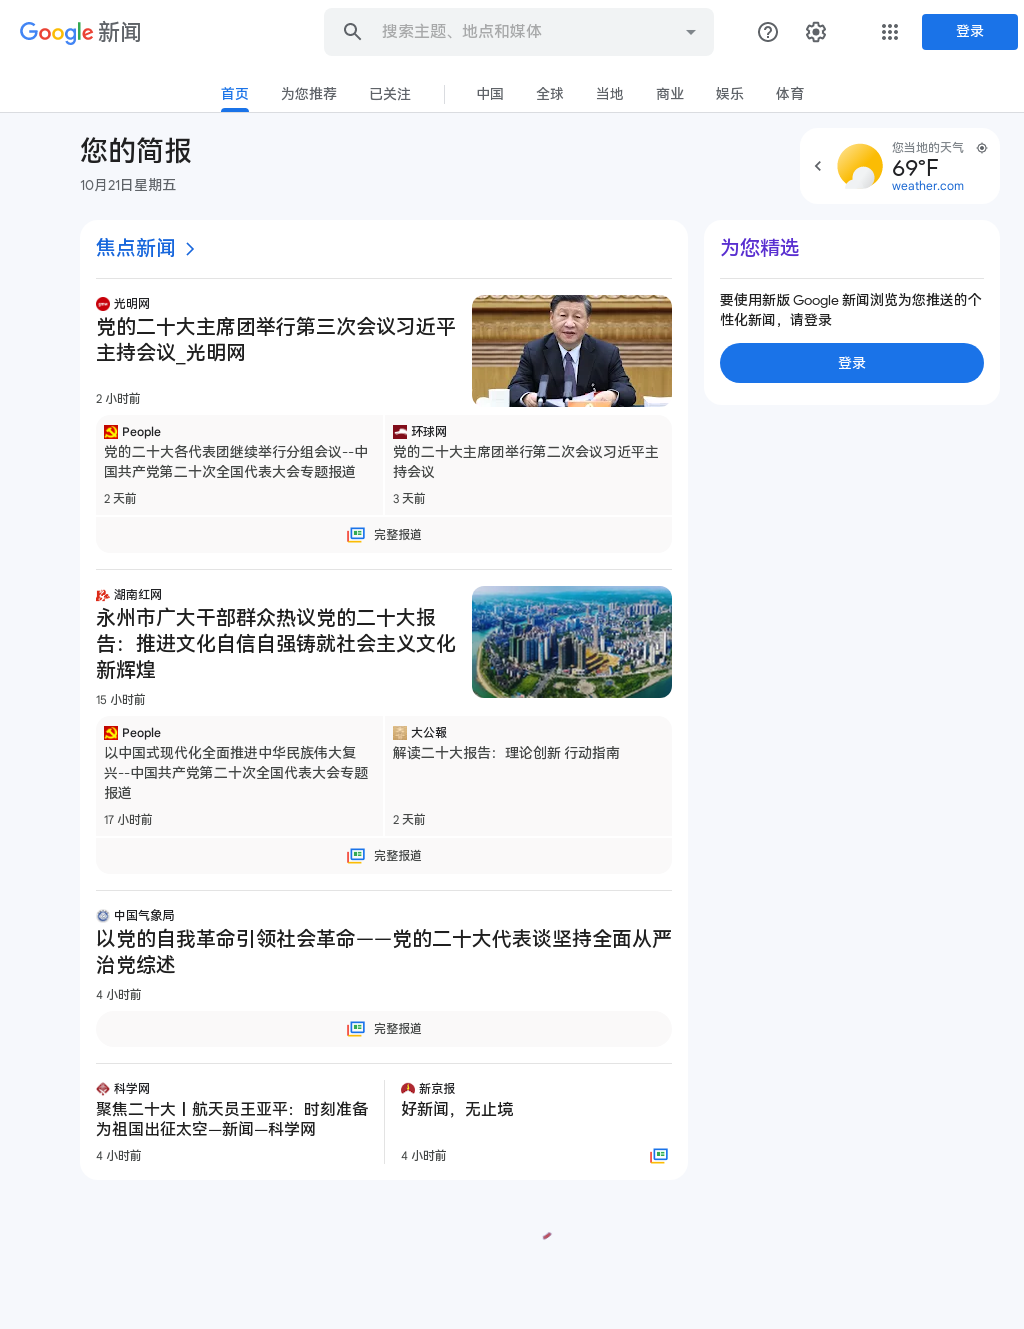 Google 新闻
搜索主题、地点和媒体
登录
首页 为您推荐 已关注 中国 全球 当地 商业 娱乐 体育
您的简报
10月21日星期五
您当地的天气
69°F
weather.com
焦点新闻
光明网
党的二十大主席团举行第三次会议习近平
主持会议_光明网
2 小时前
People
党的二十大各代表团继续举行分组会议--中
国共产党第二十次全国代表大会专题报道
2 天前
环球网
党的二十大主席团举行第二次会议习近平主
持会议
3 天前
完整报道
湖南红网
永州市广大干部群众热议党的二十大报
告：推进文化自信自强铸就社会主义文化
新辉煌
15 小时前
People
以中国式现代化全面推进中华民族伟大复
兴--中国共产党第二十次全国代表大会专题
报道
17 小时前
大公報
解读二十大报告：理论创新 行动指南
2 天前
完整报道
中国气象局
以党的自我革命引领社会革命——党的二十大代表谈坚持全面从严
治党综述
4 小时前
完整报道
科学网
聚焦二十大丨航天员王亚平：时刻准备
为祖国出征太空—新闻—科学网
4 小时前
新京报
好新闻，无止境
4 小时前
为您精选
要使用新版 Google 新闻浏览为您推送的个
性化新闻，请登录
登录